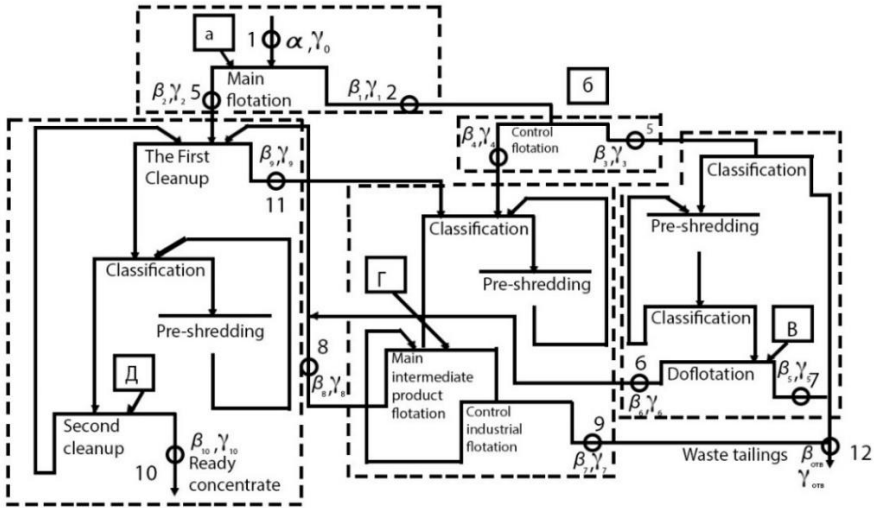 а
1
α,γ₀
Main
flotation
β₂,γ₂ 5
β₁,γ₁ 2
б
β₄,γ₄
Control
flotation
5
β₃,γ₃
The First
Cleanup
β₉,γ₉
11
Classification
Pre-shredding
Classification
Pre-shredding
Classification
Pre-shredding
Classification
Г
В
Д
8
β₈,γ₈
Main
intermediate
product
flotation
Control
industrial
flotation
6
β₆,γ₆
Doflotation
β₅,γ₅
7
Second
cleanup
β₁₀,γ₁₀
10
Ready
concentrate
9
β₇,γ₇
Waste tailings
β отв
γ отв
12